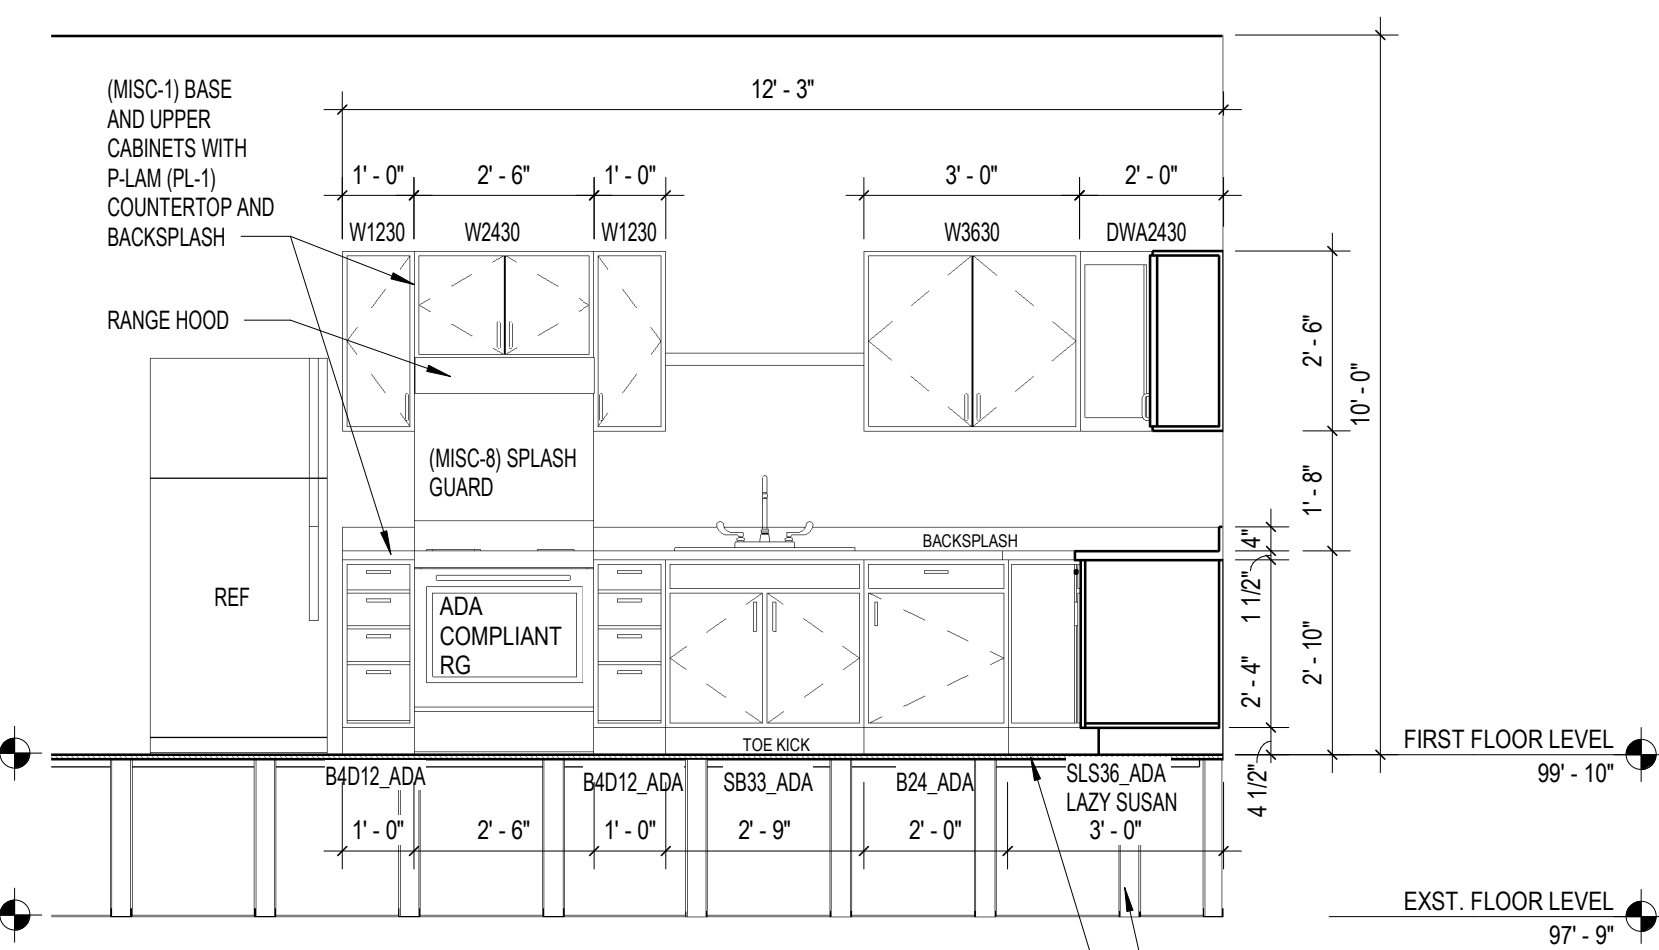 12' - 3"
(MISC-1) BASE
AND UPPER
CABINETS WITH
P-LAM (PL-1)
COUNTERTOP AND
BACKSPLASH
1' - 0"
2' - 6"
1' - 0"
3' - 0"
2' - 0"
W1230
W2430
W1230
W3630
DWA2430
RANGE HOOD
2' - 6"
10' - 0"
(MISC-8) SPLASH
GUARD
1' - 8"
BACKSPLASH
4"
1 1/2"
REF
ADA
COMPLIANT
RG
2' - 4"
2' - 10"
TOE KICK
4 1/2"
FIRST FLOOR LEVEL
99' - 10"
B4D12_ADA
B4D12_ADA
SB33_ADA
B24_ADA
SLS36_ADA
LAZY SUSAN
1' - 0"
2' - 6"
1' - 0"
2' - 9"
2' - 0"
3' - 0"
EXST. FLOOR LEVEL
97' - 9"